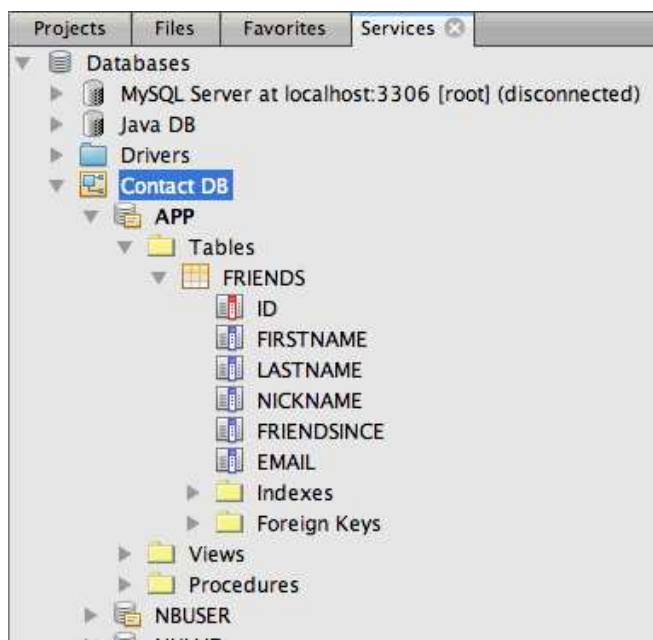 Projects Files Favorites Services
Databases
MySQL Server at localhost:3306 [root] (disconnected)
Java DB
Drivers
Contact DB
APP
Tables
FRIENDS
ID
FIRSTNAME
LASTNAME
NICKNAME
FRIENDSINCE
EMAIL
Indexes
Foreign Keys
Views
Procedures
NBUSER